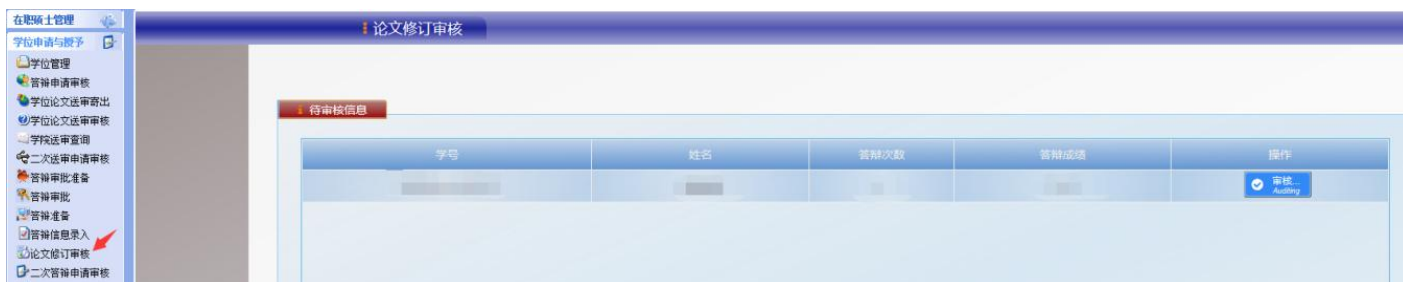 在职硕士管理
学位申请与授予
学位管理
答辩申请审核
学位论文送审寄出
学位论文送审审核
学院送审查询
二次送审申请审核
答辩审批准备
答辩审批
答辩准备
答辩信息录入
论文修订审核
二次答辩申请审核
论文修订审核
待审核信息
学号 姓名 答辩次数 答辩成绩 操作
审核...
Auditing